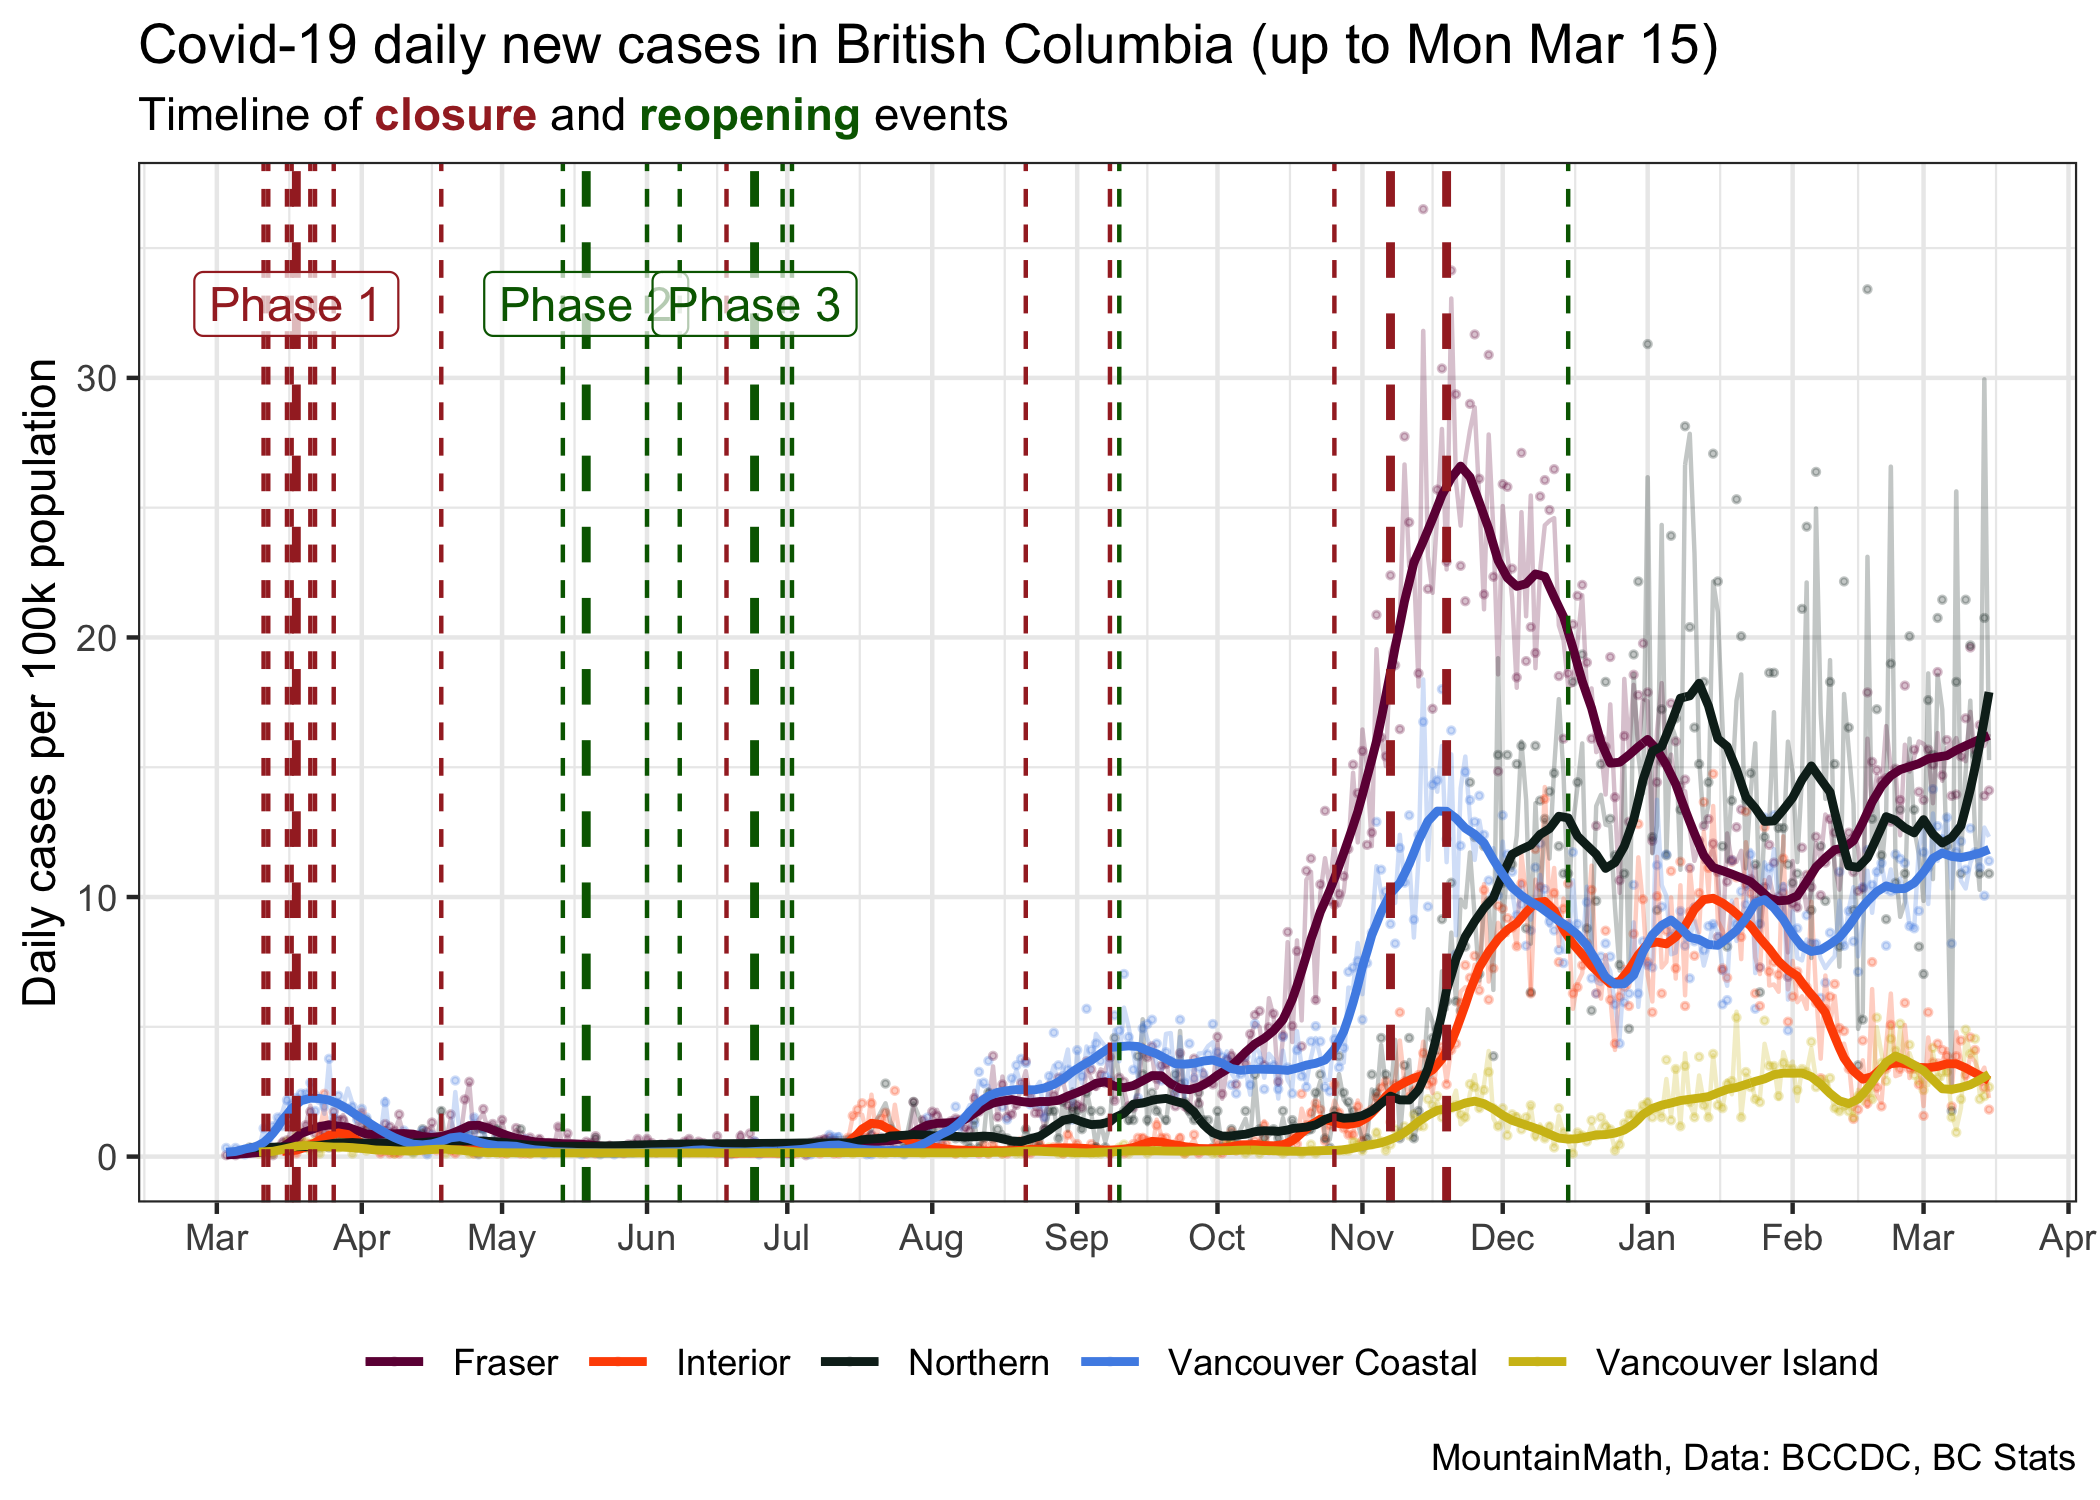 Covid-19 daily new cases in British Columbia (up to Mon Mar 15)
Timeline of closure and reopening events
Daily cases per 100k population
30
20
10
0
Phase 1
Phase 2
Phase 3
Mar Apr May Jun Jul Aug Sep Oct Nov Dec Jan Feb Mar Apr
Fraser Interior Northern Vancouver Coastal Vancouver Island
MountainMath, Data: BCCDC, BC Stats